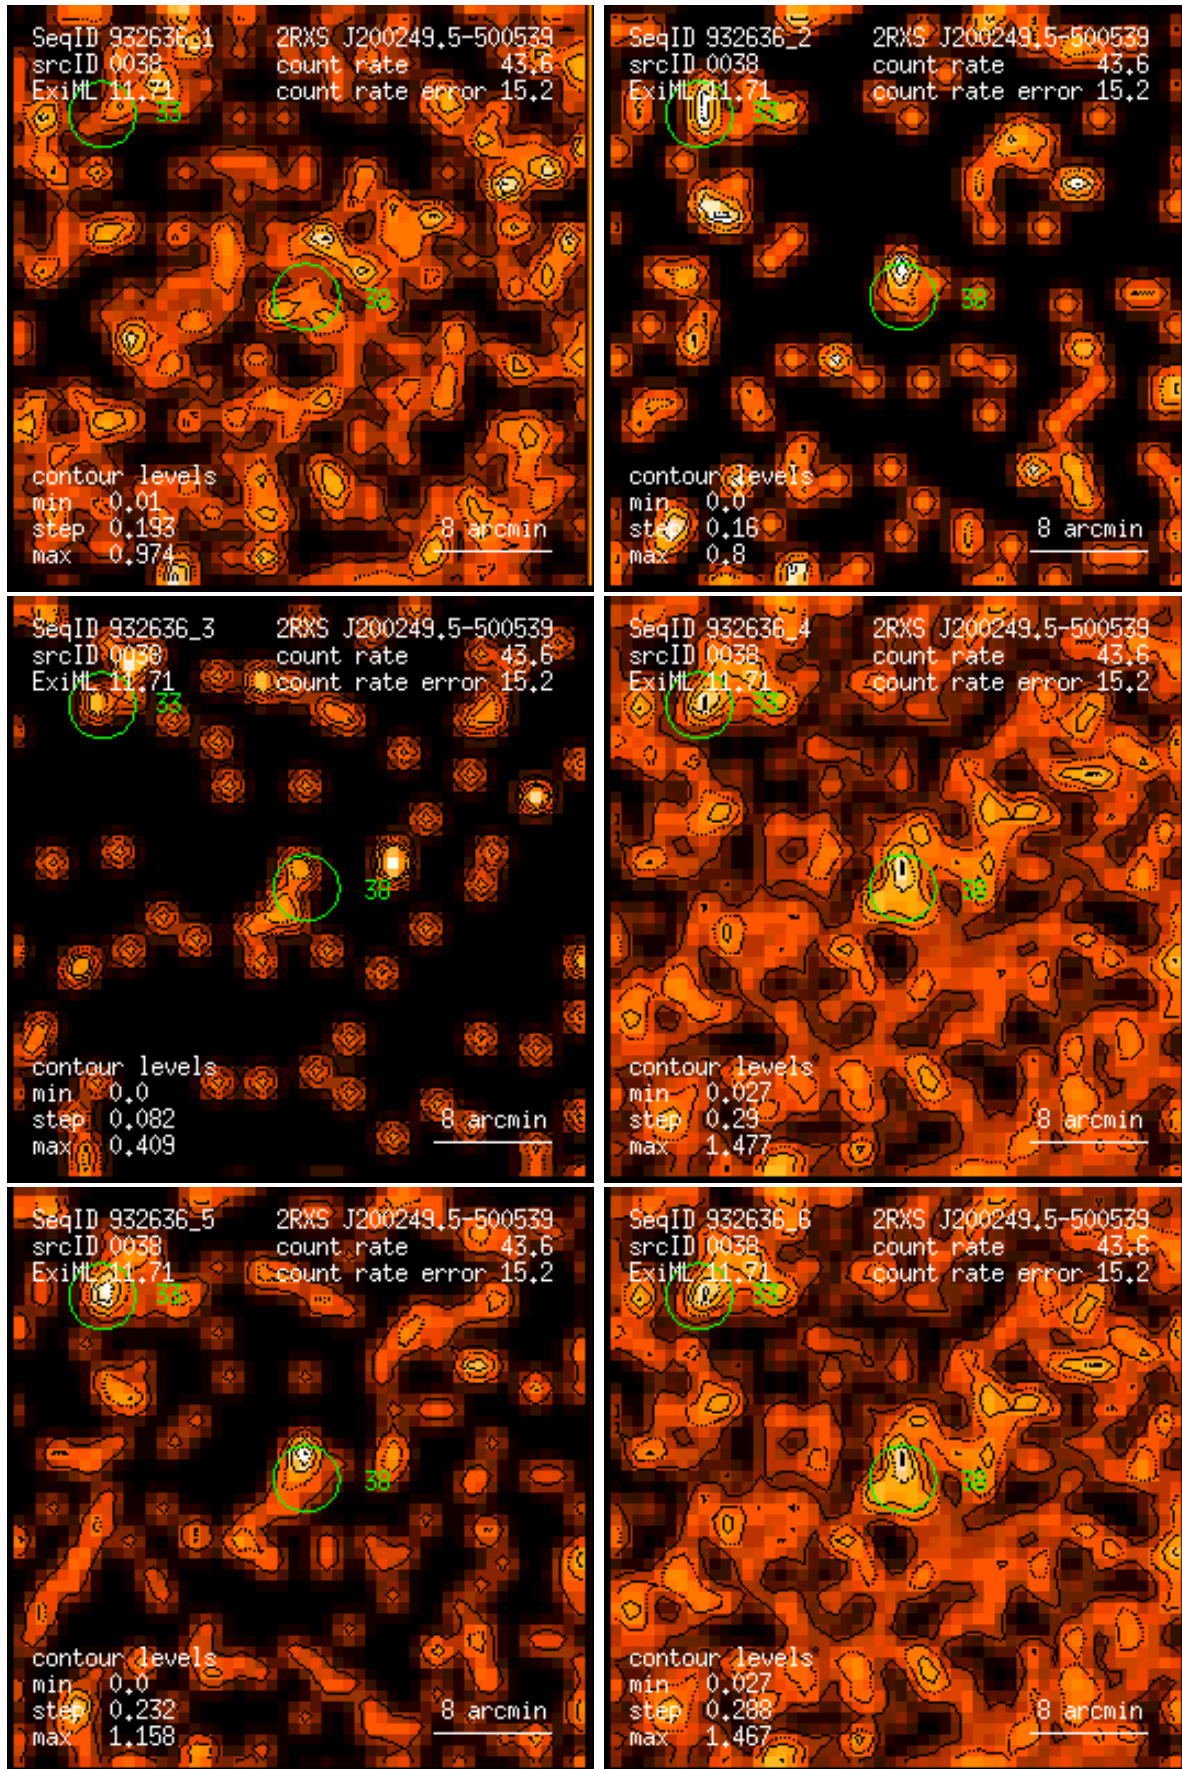 SeqID 932636_1 2RXS J200249.5-500539
srcID 0038 count rate 43.6
ExiML 11.71 count rate error 15.2
33
38
contour levels
min 0.01
step 0.193 8 arcmin
max 0.974
SeqID 932636_2 2RXS J200249.5-500539
srcID 0038 count rate 43.6
ExiML 11.71 count rate error 15.2
33
38
contour levels
min 0.0
step 0.16 8 arcmin
max 0.8
SeqID 932636_3 2RXS J200249.5-500539
srcID 0038 count rate 43.6
ExiML 11.71 count rate error 15.2
33
38
contour levels
min 0.0
step 0.082 8 arcmin
max 0.409
SeqID 932636_4 2RXS J200249.5-500539
srcID 0038 count rate 43.6
ExiML 11.71 count rate error 15.2
33
38
contour levels
min 0.027
step 0.29 8 arcmin
max 1.477
SeqID 932636_5 2RXS J200249.5-500539
srcID 0038 count rate 43.6
ExiML 11.71 count rate error 15.2
33
38
contour levels
min 0.0
step 0.232 8 arcmin
max 1.158
SeqID 932636_6 2RXS J200249.5-500539
srcID 0038 count rate 43.6
ExiML 11.71 count rate error 15.2
33
38
contour levels
min 0.027
step 0.288 8 arcmin
max 1.467